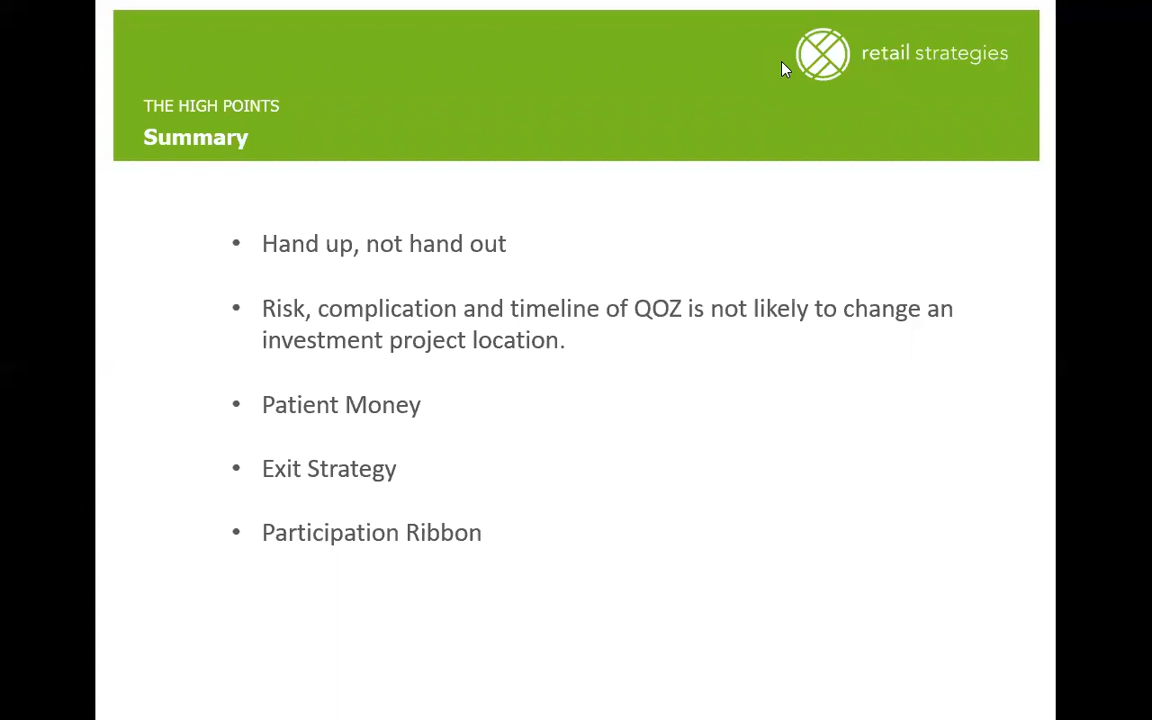 retail strategies
THE HIGH POINTS
Summary
• Hand up, not hand out
• Risk, complication and timeline of QOZ is not likely to change an
investment project location.
• Patient Money
• Exit Strategy
• Participation Ribbon